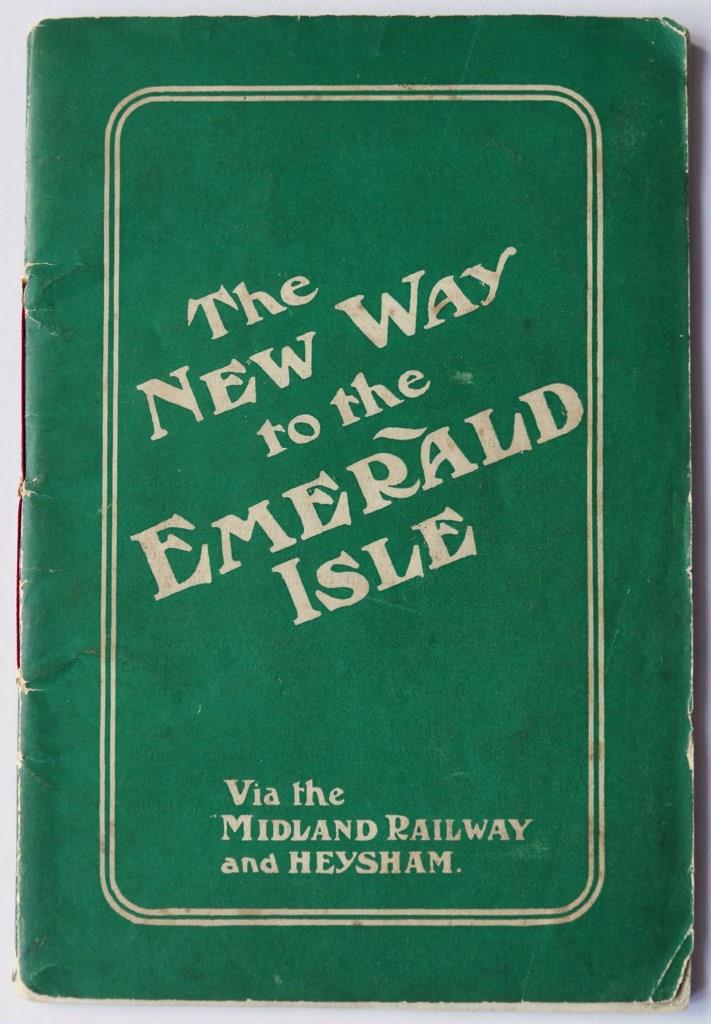 The
NEW WAY
to the
EMERALD
ISLE
Via the
MIDLAND RAILWAY
and HEYSHAM.